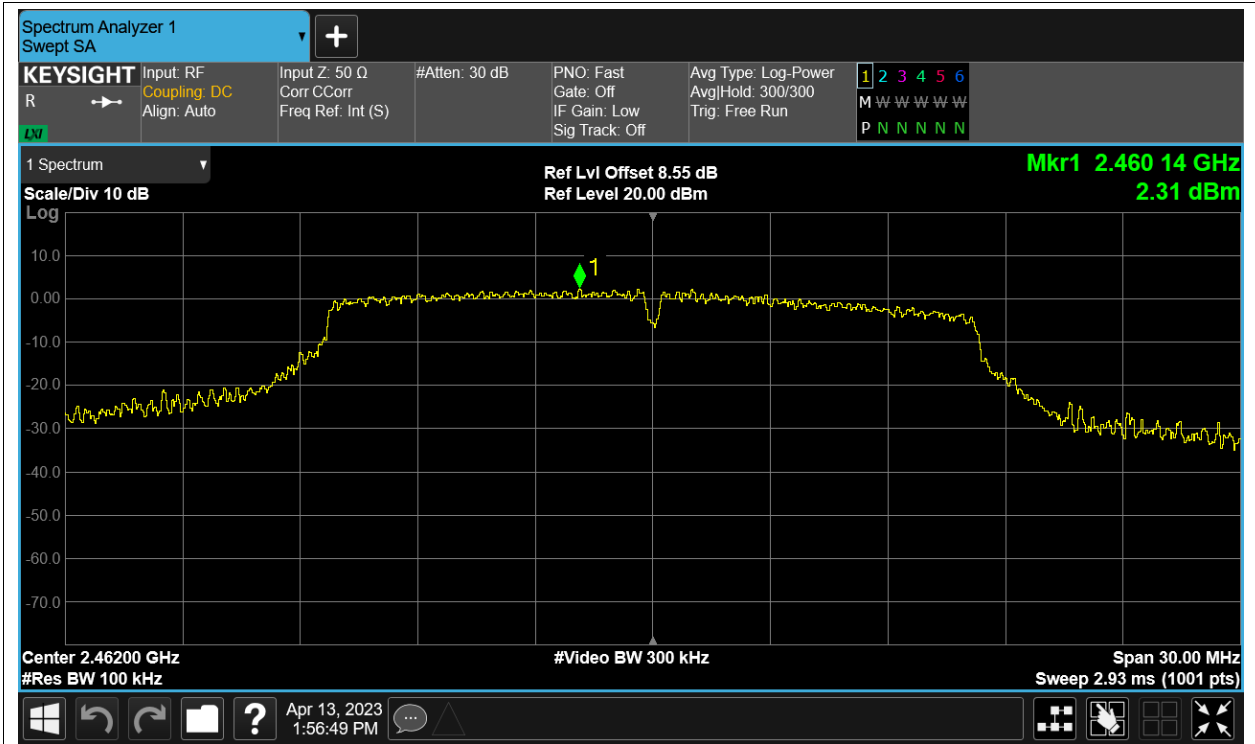 Spectrum Analyzer 1
Swept SA
KEYSIGHT
R
LXI
Input: RF
Coupling: DC
Align: Auto
Input Z: 50 Ω
Corr CCorr
Freq Ref: Int (S)
#Atten: 30 dB
PNO: Fast
Gate: Off
IF Gain: Low
Sig Track: Off
Avg Type: Log-Power
Avg|Hold: 300/300
Trig: Free Run
1 2 3 4 5 6
M W W W W W
P N N N N N
1 Spectrum
Scale/Div 10 dB
Log
Ref Lvl Offset 8.55 dB
Ref Level 20.00 dBm
Mkr1 2.460 14 GHz
2.31 dBm
1
10.0
0.00
-10.0
-20.0
-30.0
-40.0
-50.0
-60.0
-70.0
Center 2.46200 GHz
#Res BW 100 kHz
#Video BW 300 kHz
Span 30.00 MHz
Sweep 2.93 ms (1001 pts)
?
Apr 13, 2023
1:56:49 PM